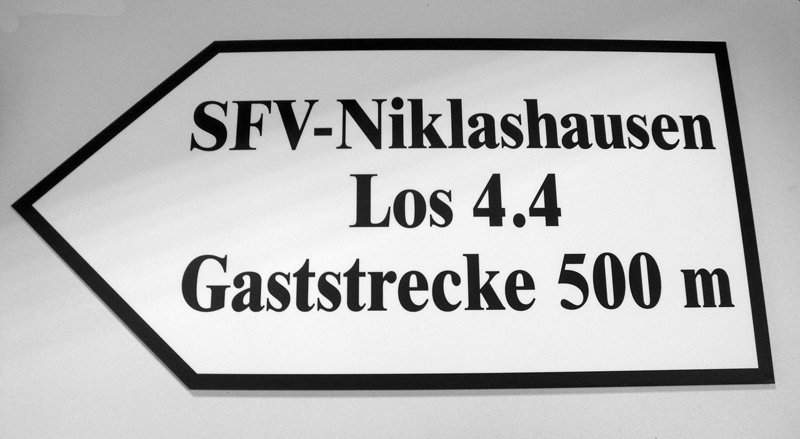 SFV-Niklashausen
Los 4.4
Gaststrecke 500 m